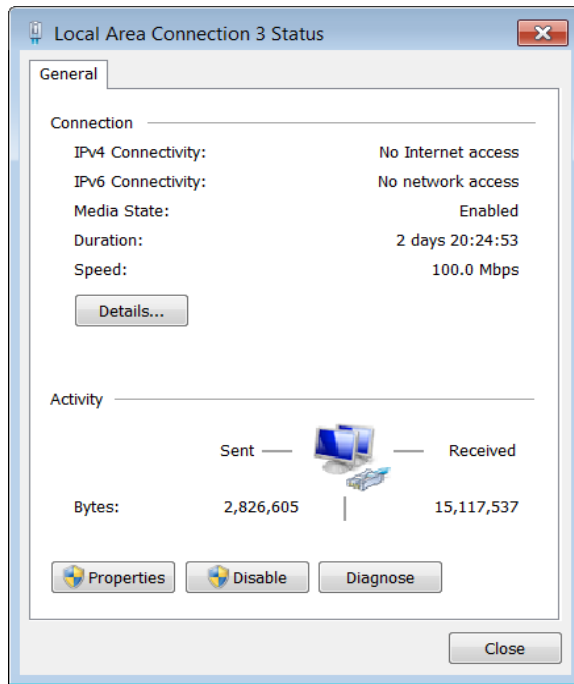 Local Area Connection 3 Status
General
Connection
IPv4 Connectivity: No Internet access
IPv6 Connectivity: No network access
Media State: Enabled
Duration: 2 days 20:24:53
Speed: 100.0 Mbps
Details...
Activity
Sent Received
Bytes: 2,826,605 15,117,537
Properties Disable Diagnose
Close